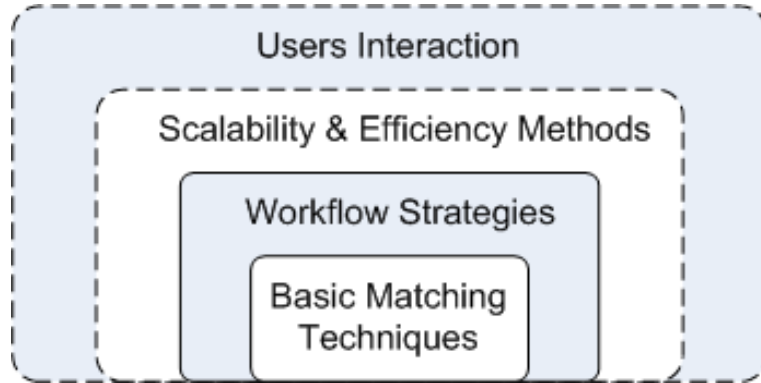 Users Interaction
Scalability & Efficiency Methods
Workflow Strategies
Basic Matching
Techniques